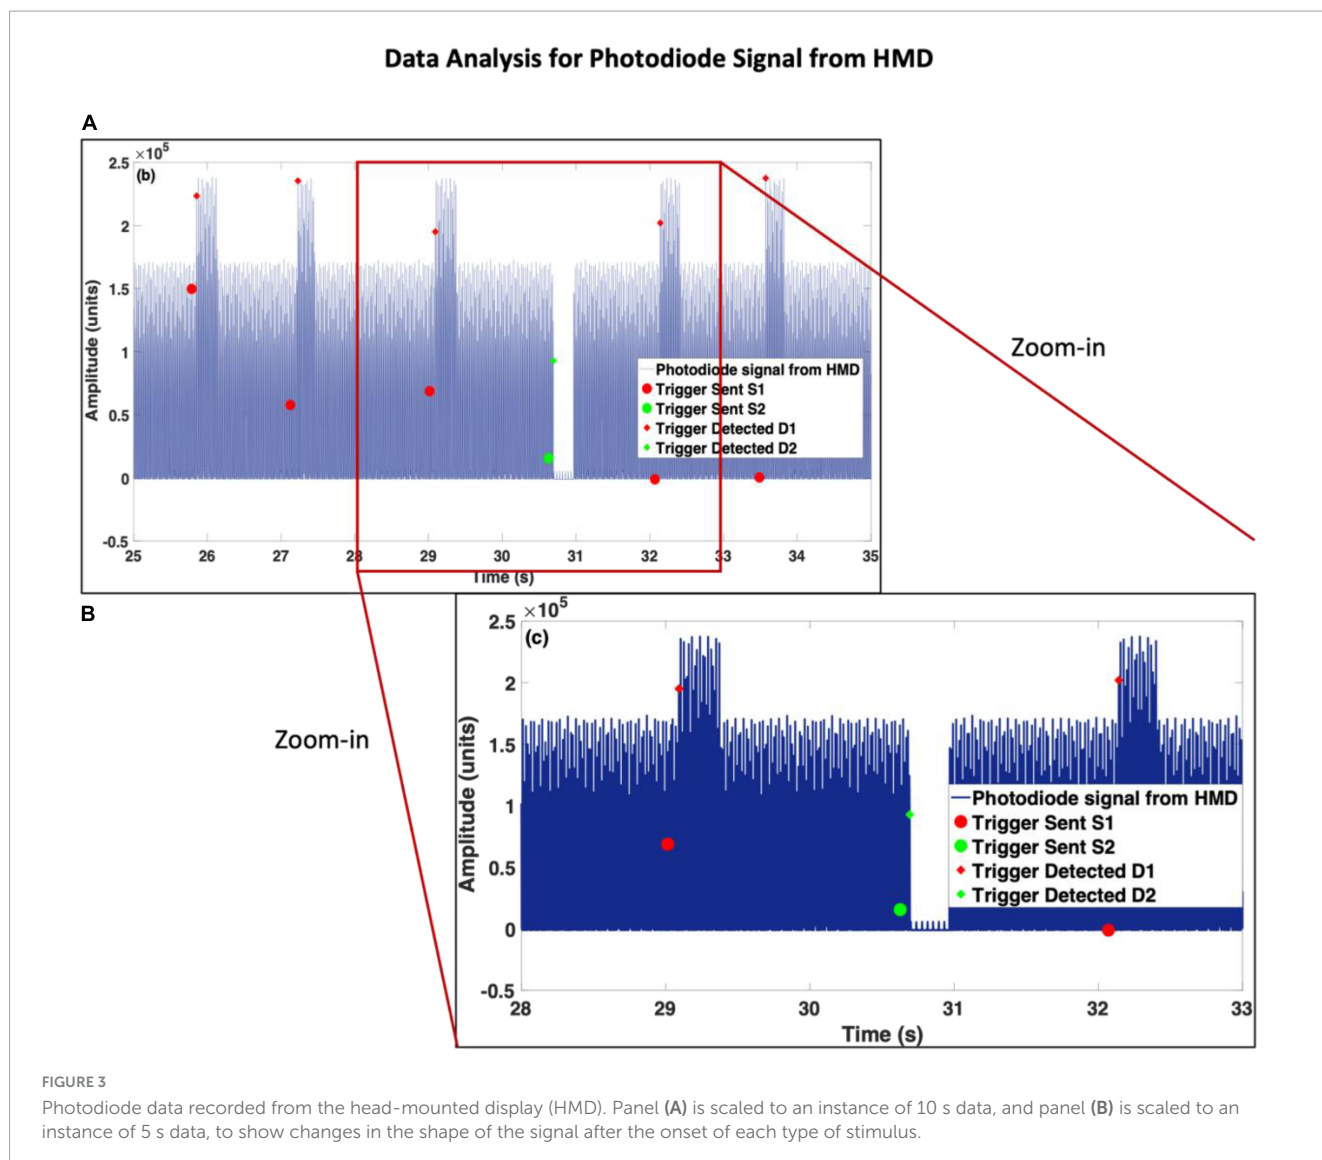 Data Analysis for Photodiode Signal from HMD
A
×10⁵
(b)
2.5
2
1.5
1
0.5
0
-0.5
Amplitude (units)
Photodiode signal from HMD
Trigger Sent S1
Trigger Sent S2
Trigger Detected D1
Trigger Detected D2
25 26 27 28 29 30 31 32 33 34 35
Time (s)
Zoom-in
B
Zoom-in
×10⁵
(c)
2.5
2
1.5
1
0.5
0
-0.5
Amplitude (units)
Photodiode signal from HMD
Trigger Sent S1
Trigger Sent S2
Trigger Detected D1
Trigger Detected D2
28 29 30 31 32 33
Time (s)
FIGURE 3
Photodiode data recorded from the head-mounted display (HMD). Panel (A) is scaled to an instance of 10 s data, and panel (B) is scaled to an
instance of 5 s data, to show changes in the shape of the signal after the onset of each type of stimulus.